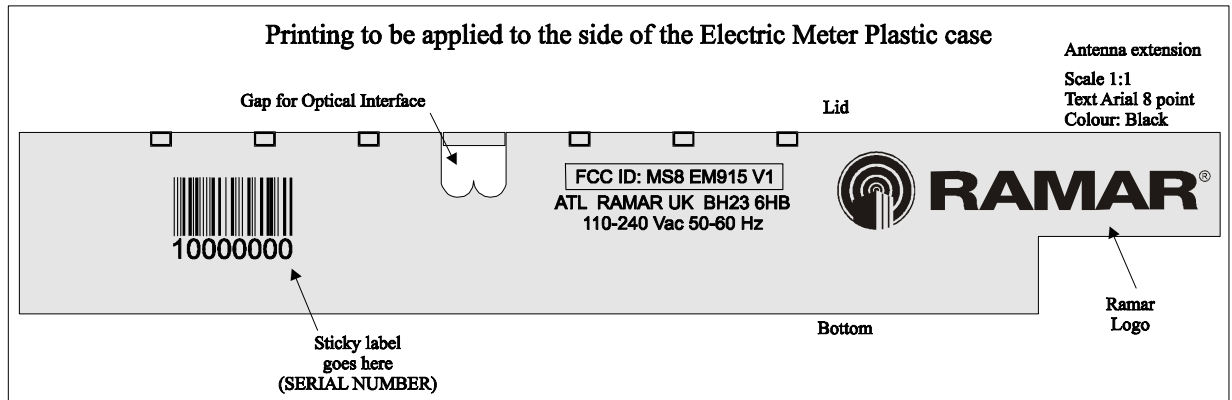 Printing to be applied to the side of the Electric Meter Plastic case
Antenna extension
Scale 1:1
Text Arial 8 point
Colour: Black
Gap for Optical Interface
Lid
FCC ID: MS8 EM915 V1
ATL RAMAR UK BH23 6HB
110-240 Vac 50-60 Hz
RAMAR®
10000000
Sticky label
goes here
(SERIAL NUMBER)
Bottom
Ramar
Logo